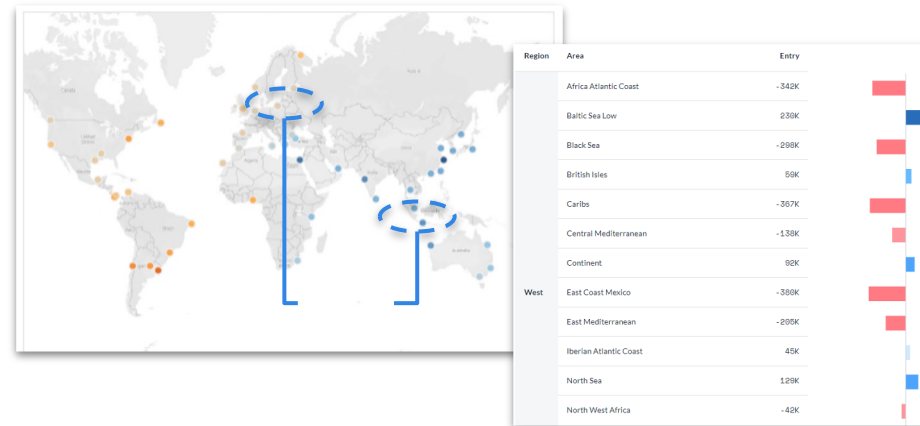 Region Area Entry
Africa Atlantic Coast -342K
Baltic Sea Low 230K
Black Sea -298K
British Isles 59K
Caribs -367K
Central Mediterranean -138K
Continent 92K
West East Coast Mexico -380K
East Mediterranean -205K
Iberian Atlantic Coast 45K
North Sea 129K
North West Africa -42K